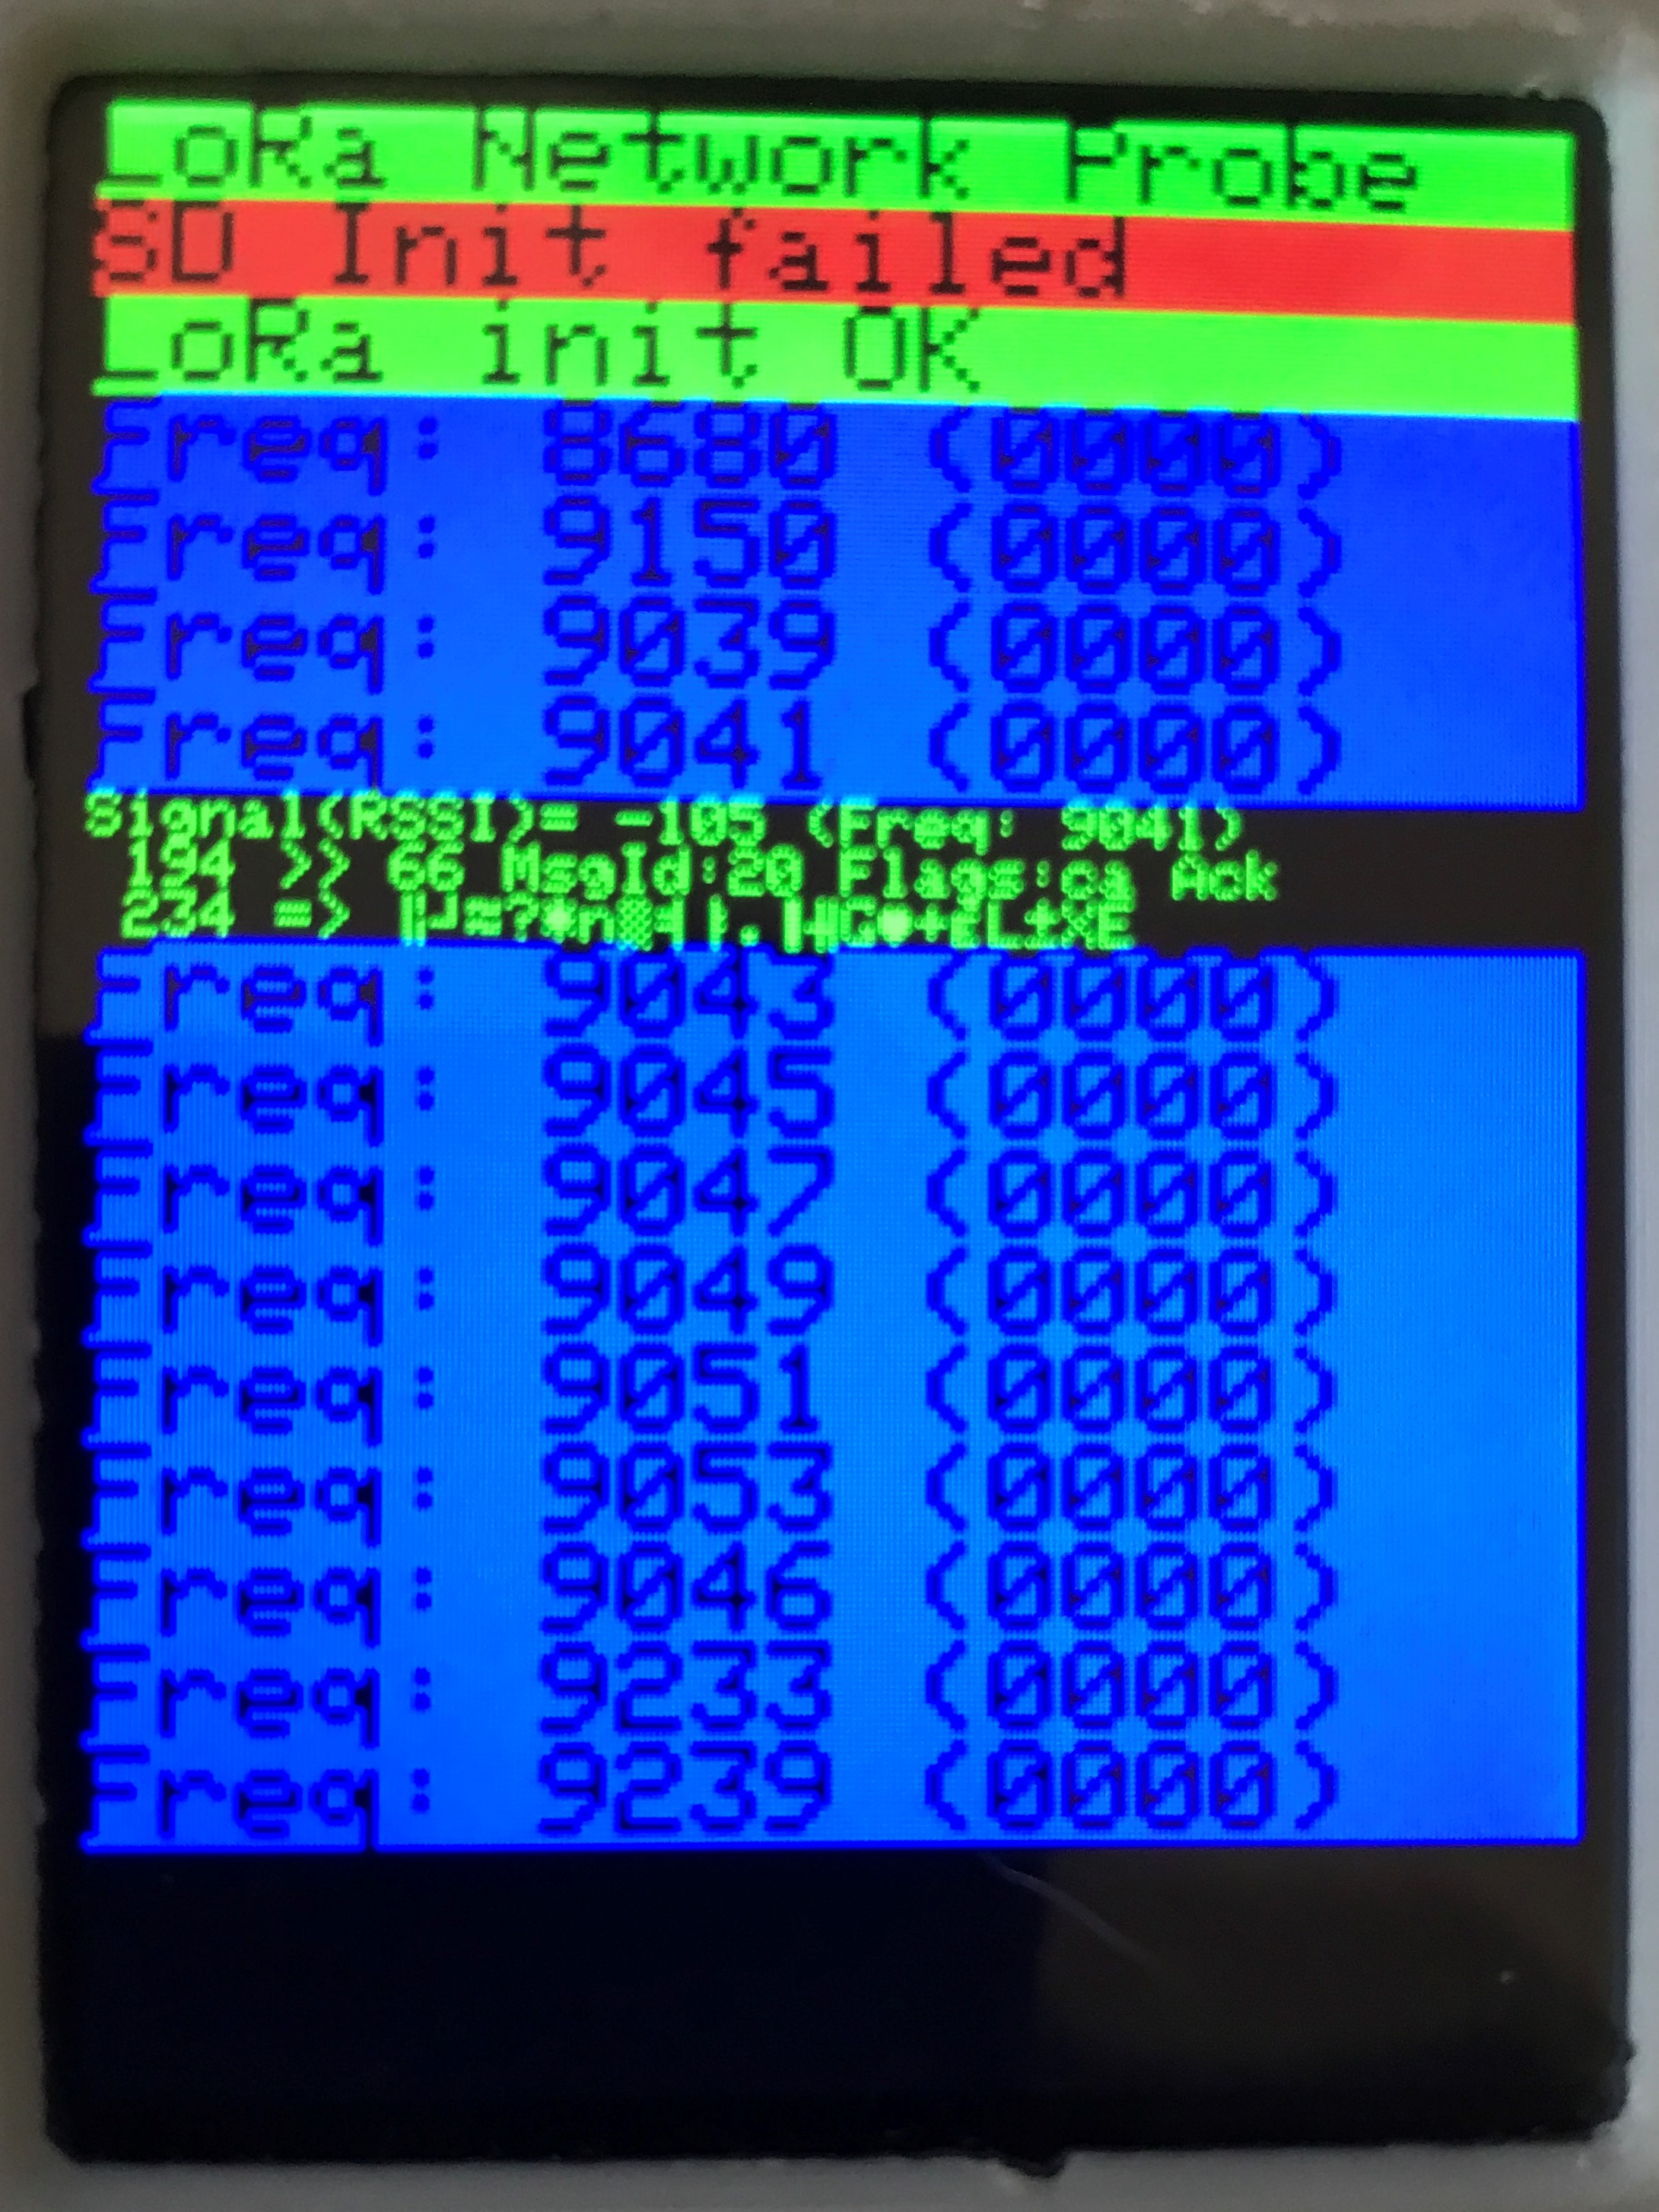 LoRa Network Probe
SD Init failed
LoRa init OK
Freq: 8680 (0000)
Freq: 9150 (0000)
Freq: 9039 (0000)
Freq: 9041 (0000)
Signal(RSSI)= -105 (Freq: 9041)
194 >> 66 MsgId:20 Flags:ca Ack
234 =>
Freq: 9043 (0000)
Freq: 9045 (0000)
Freq: 9047 (0000)
Freq: 9049 (0000)
Freq: 9051 (0000)
Freq: 9053 (0000)
Freq: 9046 (0000)
Freq: 9233 (0000)
Freq: 9239 (0000)